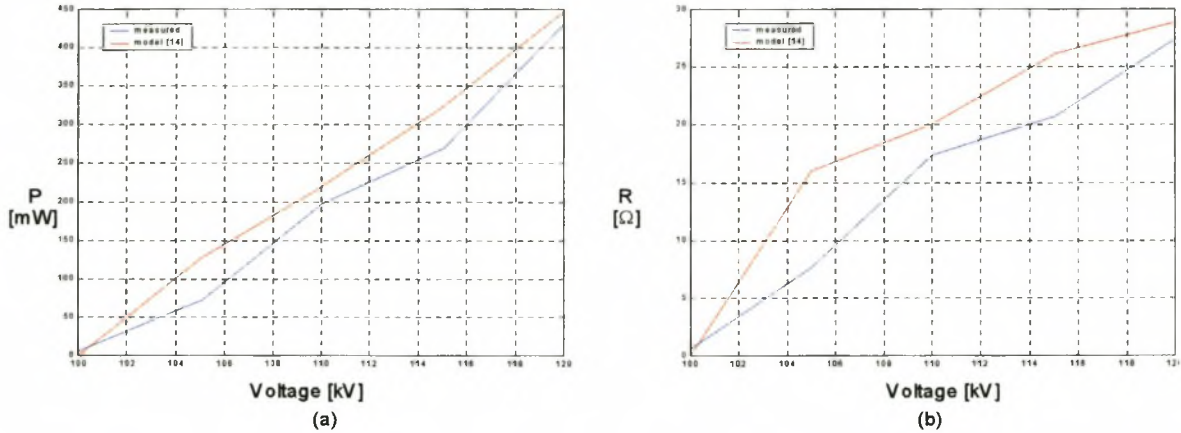 measured
model [14]
450
400
350
300
250
200
150
100
50
0
P
[mW]
100 102 104 106 108 110 112 114 116 118 120
Voltage [kV]
(a)
measured
model [14]
30
25
20
15
10
5
0
R
[Ω]
100 102 104 106 108 110 112 114 116 118 120
Voltage [kV]
(b)